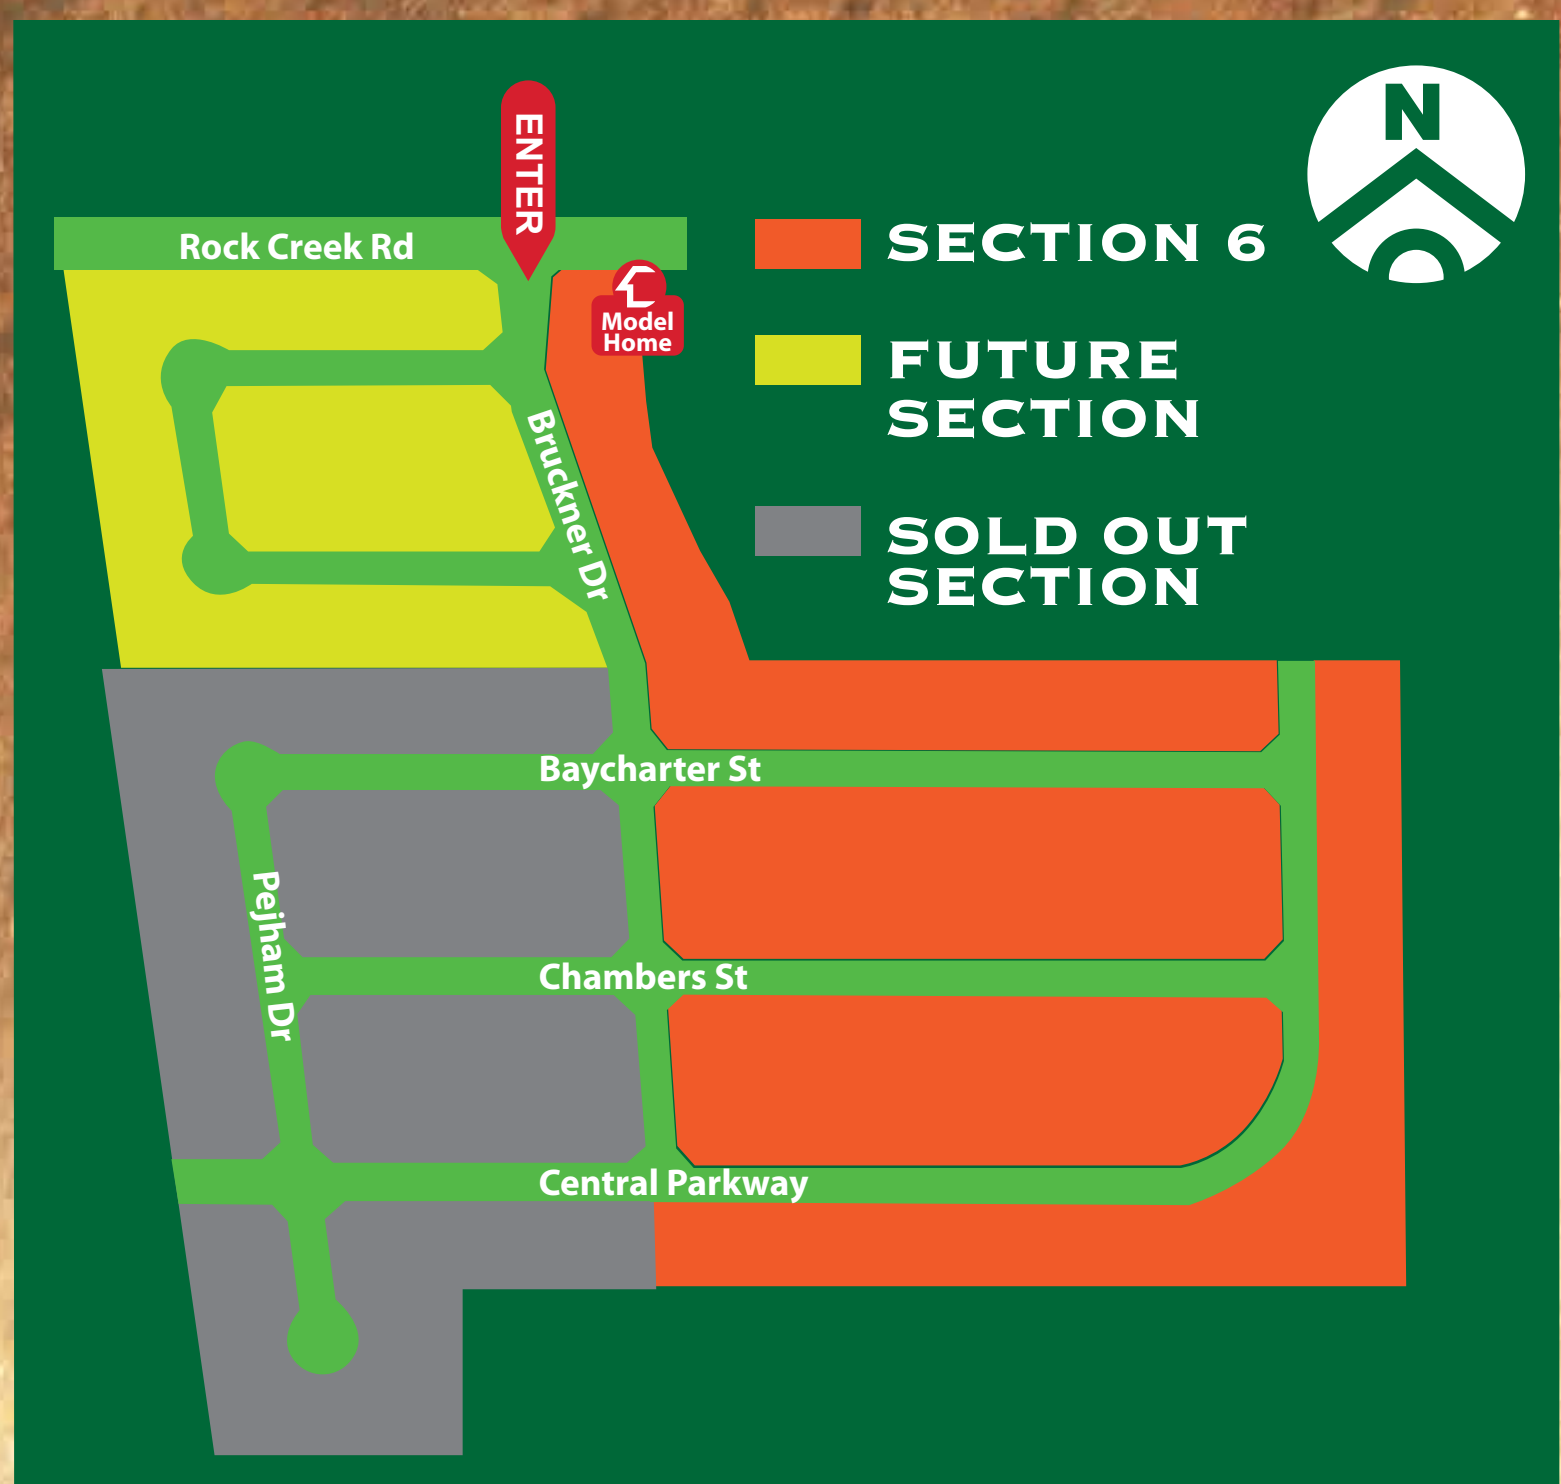 N
ENTER
Rock Creek Rd
SECTION 6
Model
Home
FUTURE
SECTION
Bruckner Dr
SOLD OUT
SECTION
Baycharter St
Pejham Dr
Chambers St
Central Parkway